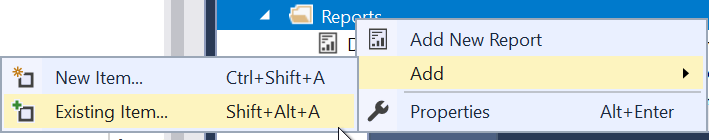 Reports
Add New Report
Add
Properties Alt+Enter
New Item... Ctrl+Shift+A
Existing Item... Shift+Alt+A